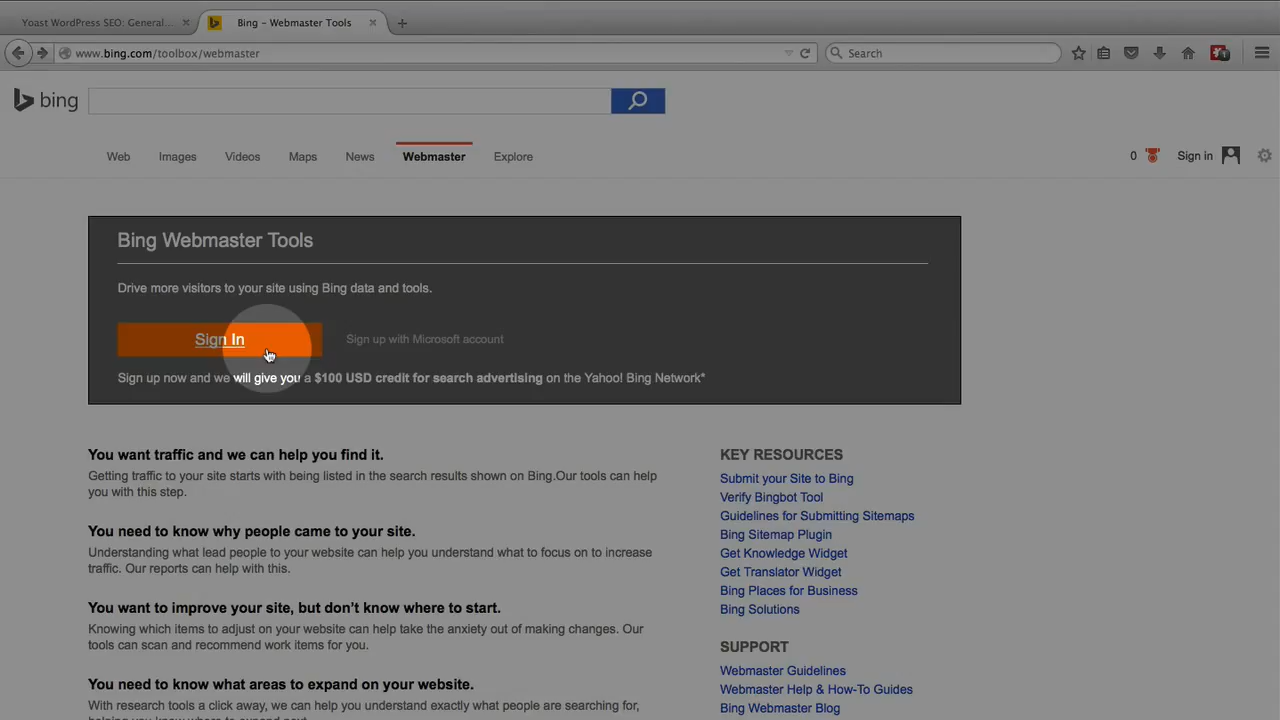 Yoast WordPress SEO: General...
Bing - Webmaster Tools
www.bing.com/toolbox/webmaster
Search
1
bing
Web
Images
Videos
Maps
News
Webmaster
Explore
0
Sign in
Bing Webmaster Tools
Drive more visitors to your site using Bing data and tools.
Sign In
Sign up with Microsoft account
Sign up now and we will give you a $100 USD credit for search advertising on the Yahoo! Bing Network*
You want traffic and we can help you find it.
Getting traffic to your site starts with being listed in the search results shown on Bing.Our tools can help
you with this step.
You need to know why people came to your site.
Understanding what lead people to your website can help you understand what to focus on to increase
traffic. Our reports can help with this.
You want to improve your site, but don't know where to start.
Knowing which items to adjust on your website can help take the anxiety out of making changes. Our
tools can scan and recommend work items for you.
You need to know what areas to expand on your website.
With research tools a click away, we can help you understand exactly what people are searching for,
helping you know where to expand next.
KEY RESOURCES
Submit your Site to Bing
Verify Bingbot Tool
Guidelines for Submitting Sitemaps
Bing Sitemap Plugin
Get Knowledge Widget
Get Translator Widget
Bing Places for Business
Bing Solutions
SUPPORT
Webmaster Guidelines
Webmaster Help & How-To Guides
Bing Webmaster Blog